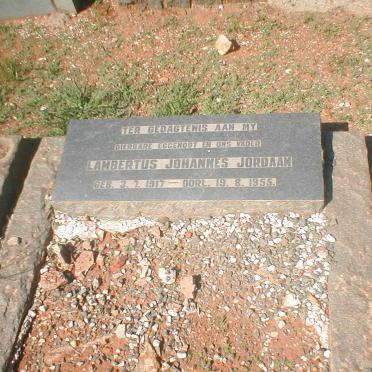 TER GEDAGTENIS AAN MY
DIERBARE EGGENOOT EN ONS VADER
LAMBERTUS JOHANNES JORDAAN
GEB. 2. 7. 1917 — OORL. 19. 8. 1955.